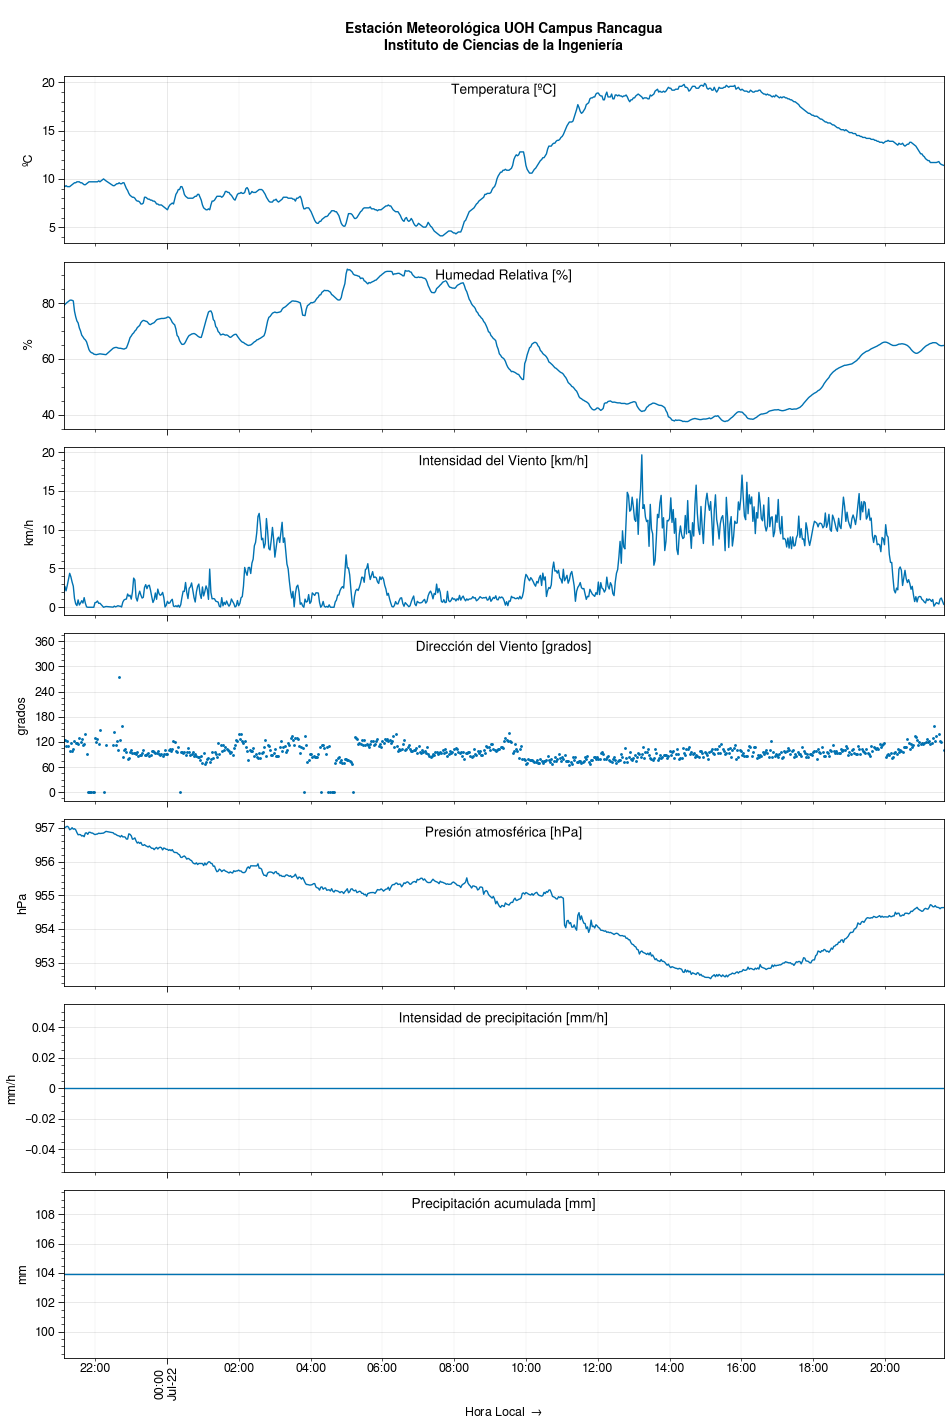 Estación Meteorológica UOH Campus Rancagua
Instituto de Ciencias de la Ingeniería
Temperatura [ºC]
ºC
20
15
10
5
Humedad Relativa [%]
%
80
60
40
Intensidad del Viento [km/h]
km/h
20
15
10
5
0
Dirección del Viento [grados]
grados
360
300
240
180
120
60
0
Presión atmosférica [hPa]
hPa
957
956
955
954
953
Intensidad de precipitación [mm/h]
mm/h
0.04
0.02
0
−0.02
−0.04
Precipitación acumulada [mm]
mm
108
106
104
102
100
22:00
00:00
Jul-22
02:00
04:00
06:00
08:00
10:00
12:00
14:00
16:00
18:00
20:00
Hora Local →